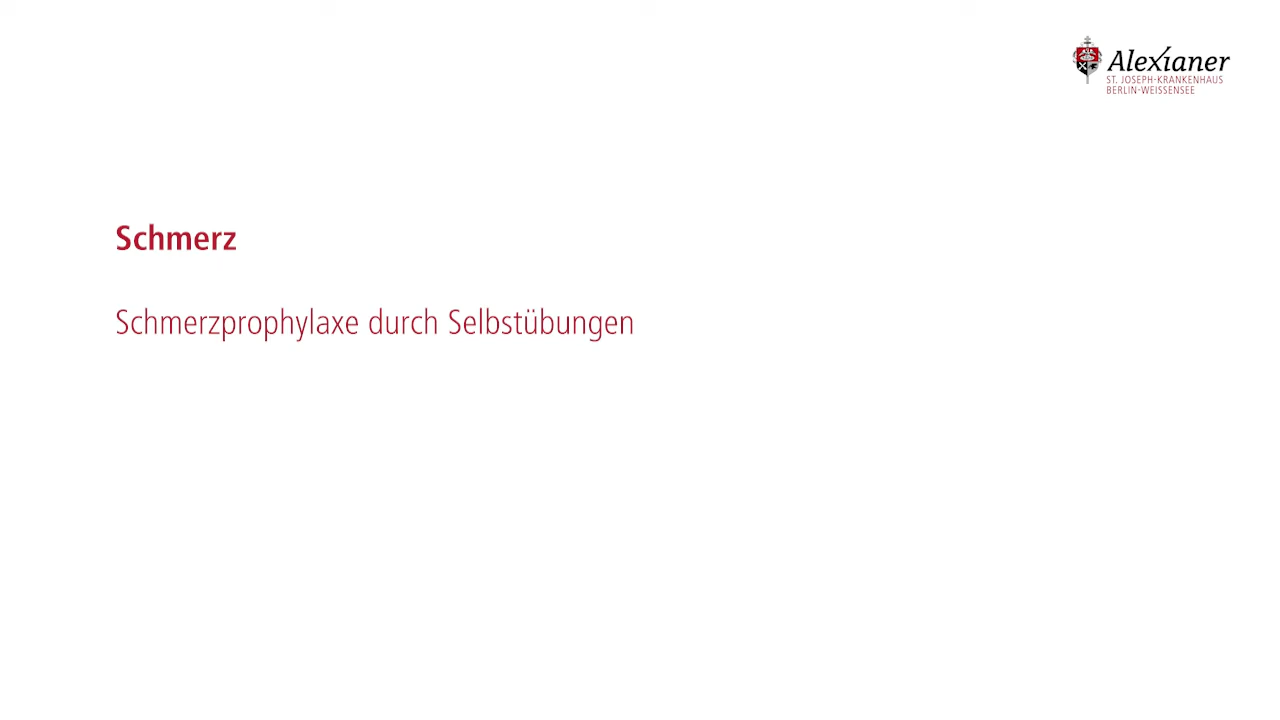 Alexianer
ST. JOSEPH-KRANKENHAUS
BERLIN-WEISSENSEE
Schmerz
Schmerzprophylaxe durch Selbstübungen